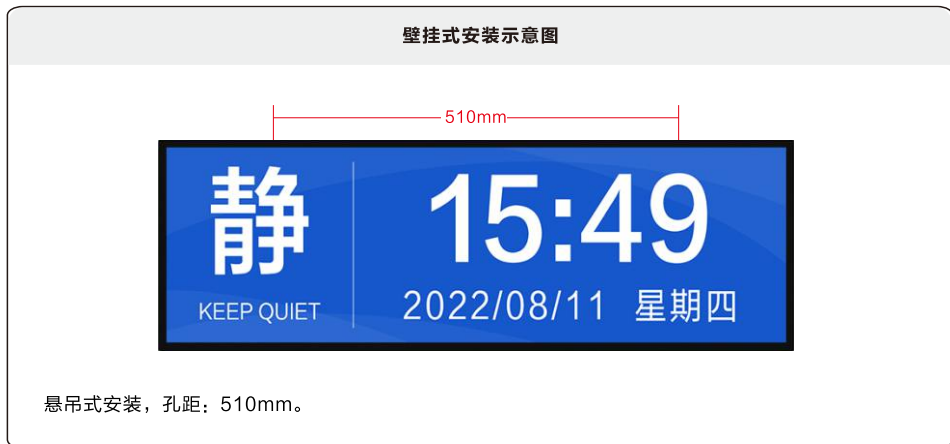 壁挂式安装示意图
510mm
静
KEEP QUIET
15:49
2022/08/11 星期四
悬吊式安装，孔距：510mm。